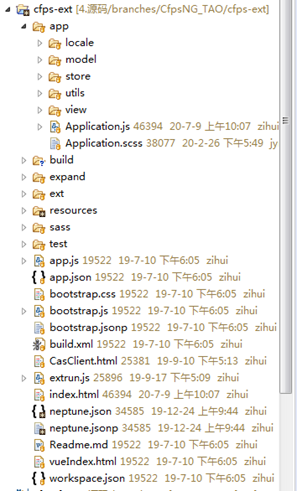 cfps-ext [4.源码/branches/CfpsNG_TAO/cfps-ext]
app
locale
model
store
utils
view
Application.js 46394 20-7-9 上午10:07 zihui
Application.scss 38077 20-2-26 下午5:49 jy
build
expand
ext
resources
sass
test
app.js 19522 19-7-10 下午6:05 zihui
app.json 19522 19-7-10 下午6:05 zihui
bootstrap.css 19522 19-7-10 下午6:05 zihui
bootstrap.js 19522 19-7-10 下午6:05 zihui
bootstrap.jsonp 19522 19-7-10 下午6:05 zihui
build.xml 19522 19-7-10 下午6:05 zihui
CasClient.html 25381 19-9-10 下午5:13 zihui
extrun.js 25896 19-9-17 下午5:09 zihui
index.html 46394 20-7-9 上午10:07 zihui
neptune.json 34585 19-12-24 上午9:44 zihui
neptune.jsonp 34585 19-12-24 上午9:44 zihui
Readme.md 19522 19-7-10 下午6:05 zihui
vueIndex.html 19522 19-7-10 下午6:05 zihui
workspace.json 19522 19-7-10 下午6:05 zihui